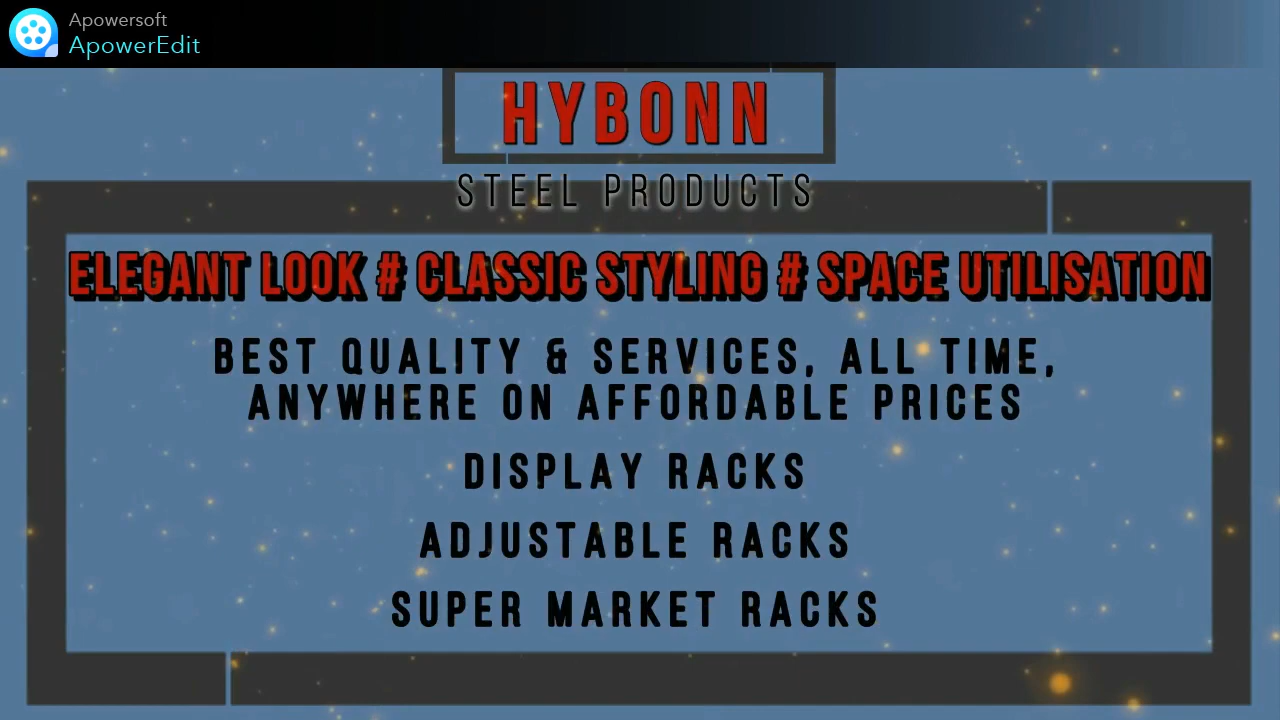 Apowersoft
ApowerEdit
HYBONN
STEEL PRODUCTS
ELEGANT LOOK # CLASSIC STYLING # SPACE UTILISATION
BEST QUALITY & SERVICES, ALL TIME,
ANYWHERE ON AFFORDABLE PRICES
DISPLAY RACKS
ADJUSTABLE RACKS
SUPER MARKET RACKS